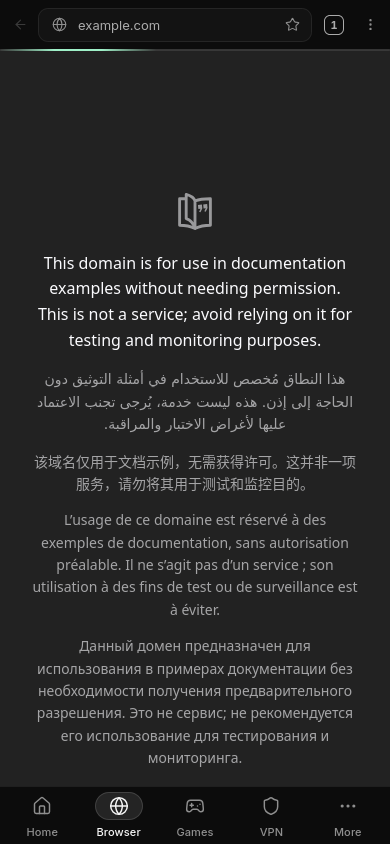 example.com
1
This domain is for use in documentation
examples without needing permission.
This is not a service; avoid relying on it for
testing and monitoring purposes.
هذا النطاق مُخصص للاستخدام في أمثلة التوثيق دون
الحاجة إلى إذن. هذه ليست خدمة، يُرجى تجنب الاعتماد
عليها لأغراض الاختبار والمراقبة.
该域名仅用于文档示例，无需获得许可。这并非一项
服务，请勿将其用于测试和监控目的。
L’usage de ce domaine est réservé à des
exemples de documentation, sans autorisation
préalable. Il ne s’agit pas d’un service ; son
utilisation à des fins de test ou de surveillance est
à éviter.
Данный домен предназначен для
использования в примерах документации без
необходимости получения предварительного
разрешения. Это не сервис; не рекомендуется
его использование для тестирования и
мониторинга.
Home Browser Games VPN More